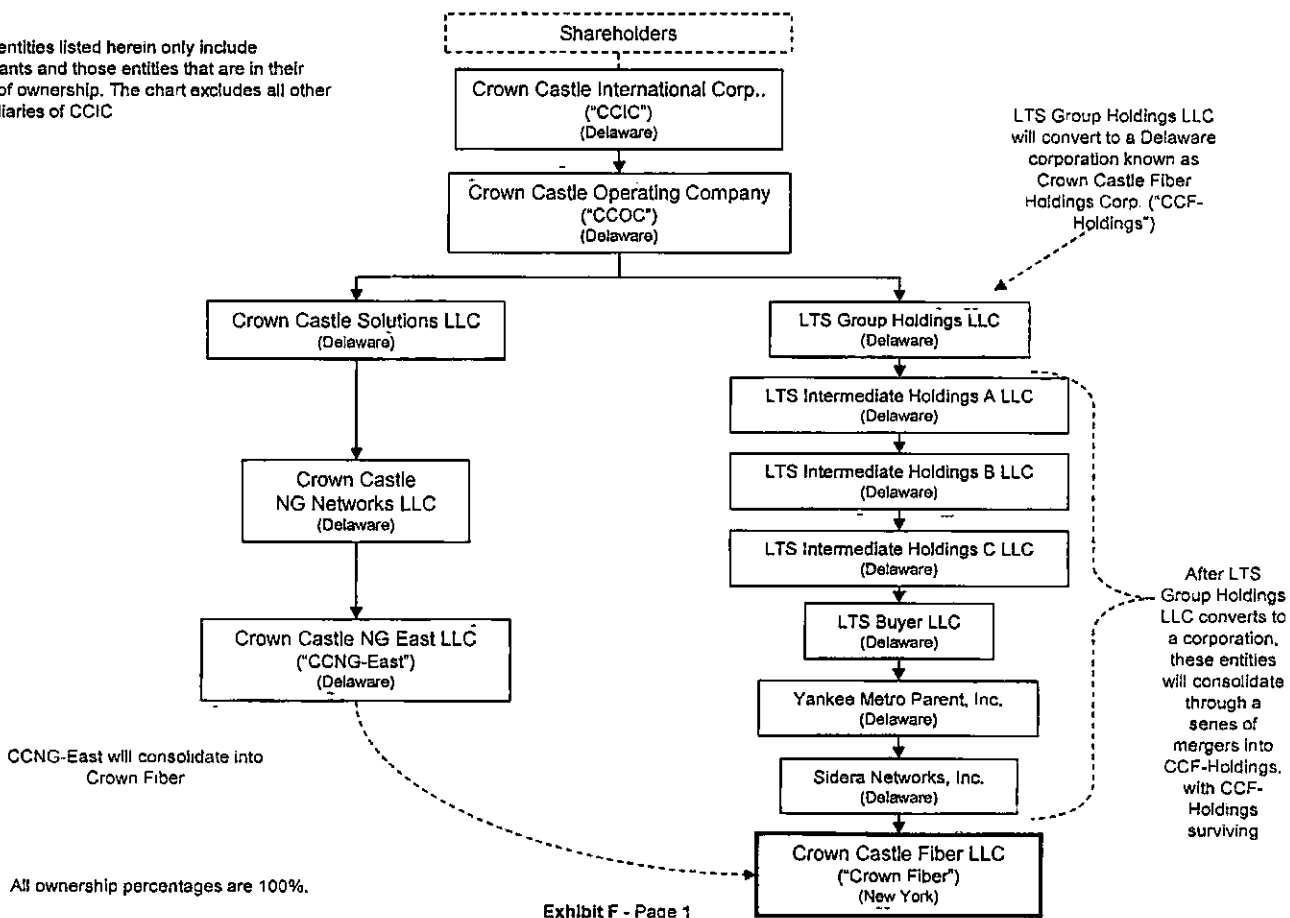 entities listed herein only include
ants and those entities that are in their
of ownership. The chart excludes all other
diaries of CCIC
Shareholders
Crown Castle International Corp..
("CCIC")
(Delaware)
Crown Castle Operating Company
("CCOC")
(Delaware)
LTS Group Holdings LLC
will convert to a Delaware
corporation known as
Crown Castle Fiber
Holdings Corp. ("CCF-
Holdings")
Crown Castle Solutions LLC
(Delaware)
Crown Castle
NG Networks LLC
(Delaware)
Crown Castle NG East LLC
("CCNG-East")
(Delaware)
CCNG-East will consolidate into
Crown Fiber
LTS Group Holdings LLC
(Delaware)
LTS Intermediate Holdings A LLC
(Delaware)
LTS Intermediate Holdings B LLC
(Delaware)
LTS Intermediate Holdings C LLC
(Delaware)
LTS Buyer LLC
(Delaware)
Yankee Metro Parent, Inc.
(Delaware)
Sidera Networks, Inc.
(Delaware)
Crown Castle Fiber LLC
("Crown Fiber")
(New York)
After LTS
Group Holdings
LLC converts to
a corporation,
these entities
will consolidate
through a
series of
mergers into
CCF-Holdings,
with CCF-
Holdings
surviving
All ownership percentages are 100%.
Exhibit F - Page 1